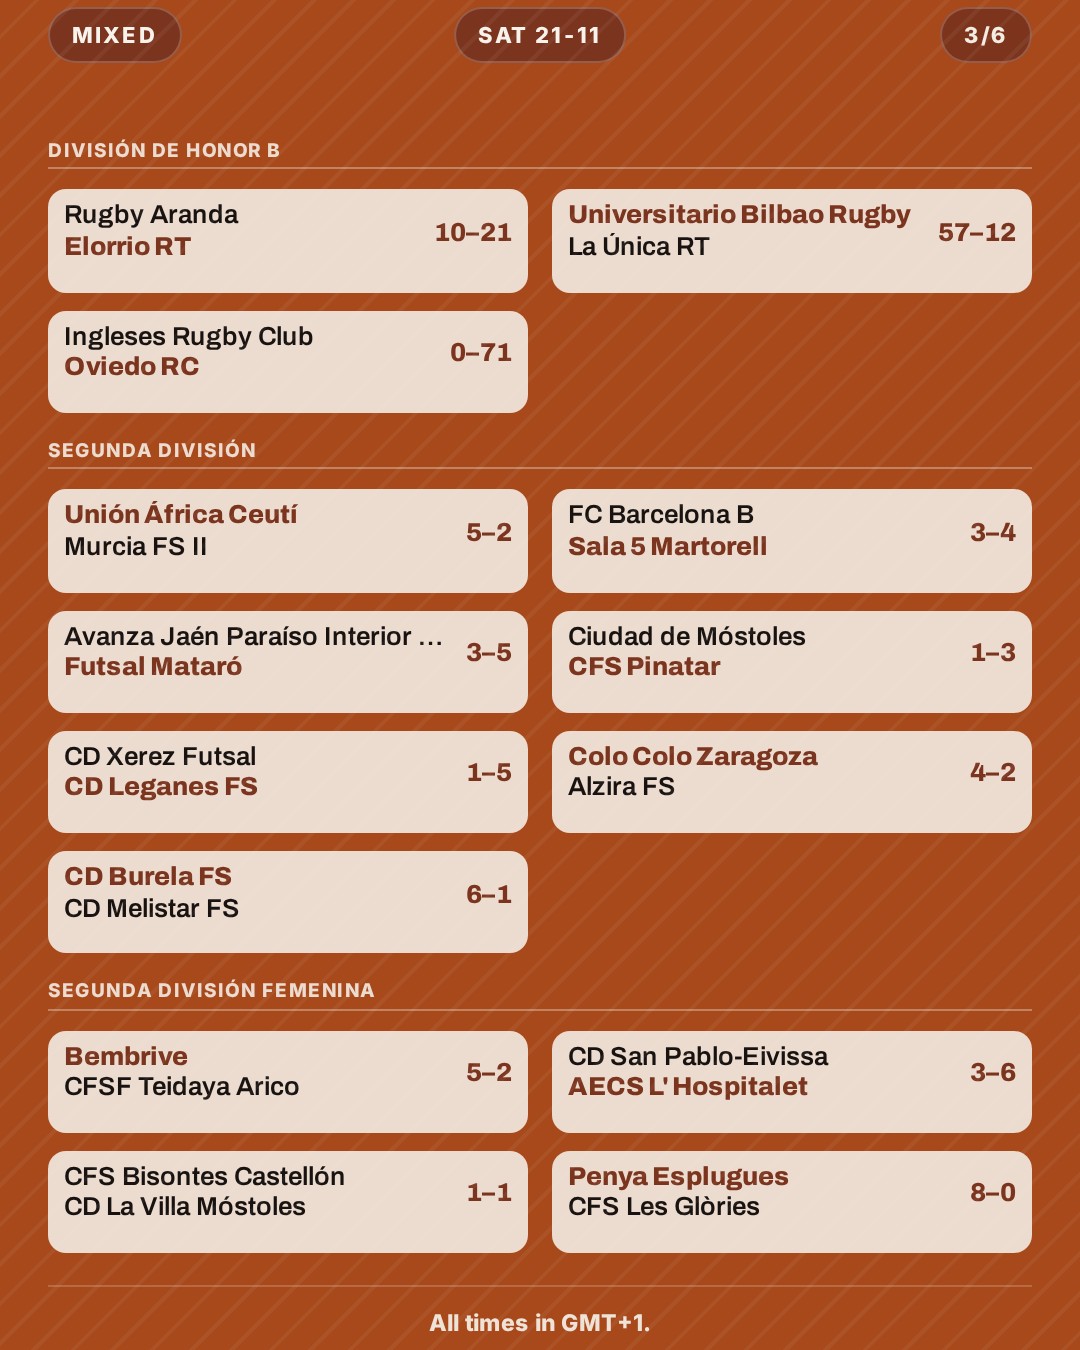 MIXED
SAT 21-11
3/6
DIVISIÓN DE HONOR B
Rugby Aranda
Elorrio RT
10–21
Universitario Bilbao Rugby
La Única RT
57–12
Ingleses Rugby Club
Oviedo RC
0–71
SEGUNDA DIVISIÓN
Unión África Ceutí
Murcia FS II
5–2
FC Barcelona B
Sala 5 Martorell
3–4
Avanza Jaén Paraíso Interior ...
Futsal Mataró
3–5
Ciudad de Móstoles
CFS Pinatar
1–3
CD Xerez Futsal
CD Leganes FS
1–5
Colo Colo Zaragoza
Alzira FS
4–2
CD Burela FS
CD Melistar FS
6–1
SEGUNDA DIVISIÓN FEMENINA
Bembrive
CFSF Teidaya Arico
5–2
CD San Pablo-Eivissa
AECS L' Hospitalet
3–6
CFS Bisontes Castellón
CD La Villa Móstoles
1–1
Penya Esplugues
CFS Les Glòries
8–0
All times in GMT+1.